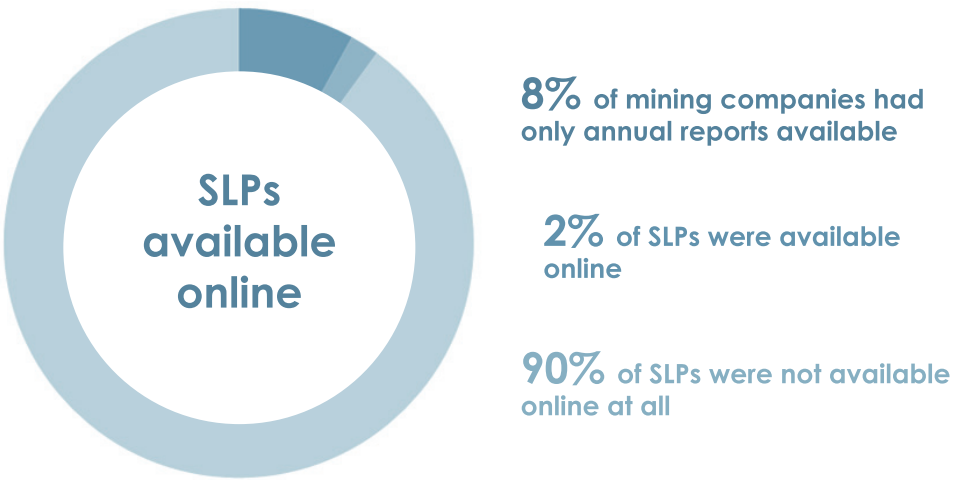 SLPs
available
online
8% of mining companies had
only annual reports available
2% of SLPs were available
online
90% of SLPs were not available
online at all